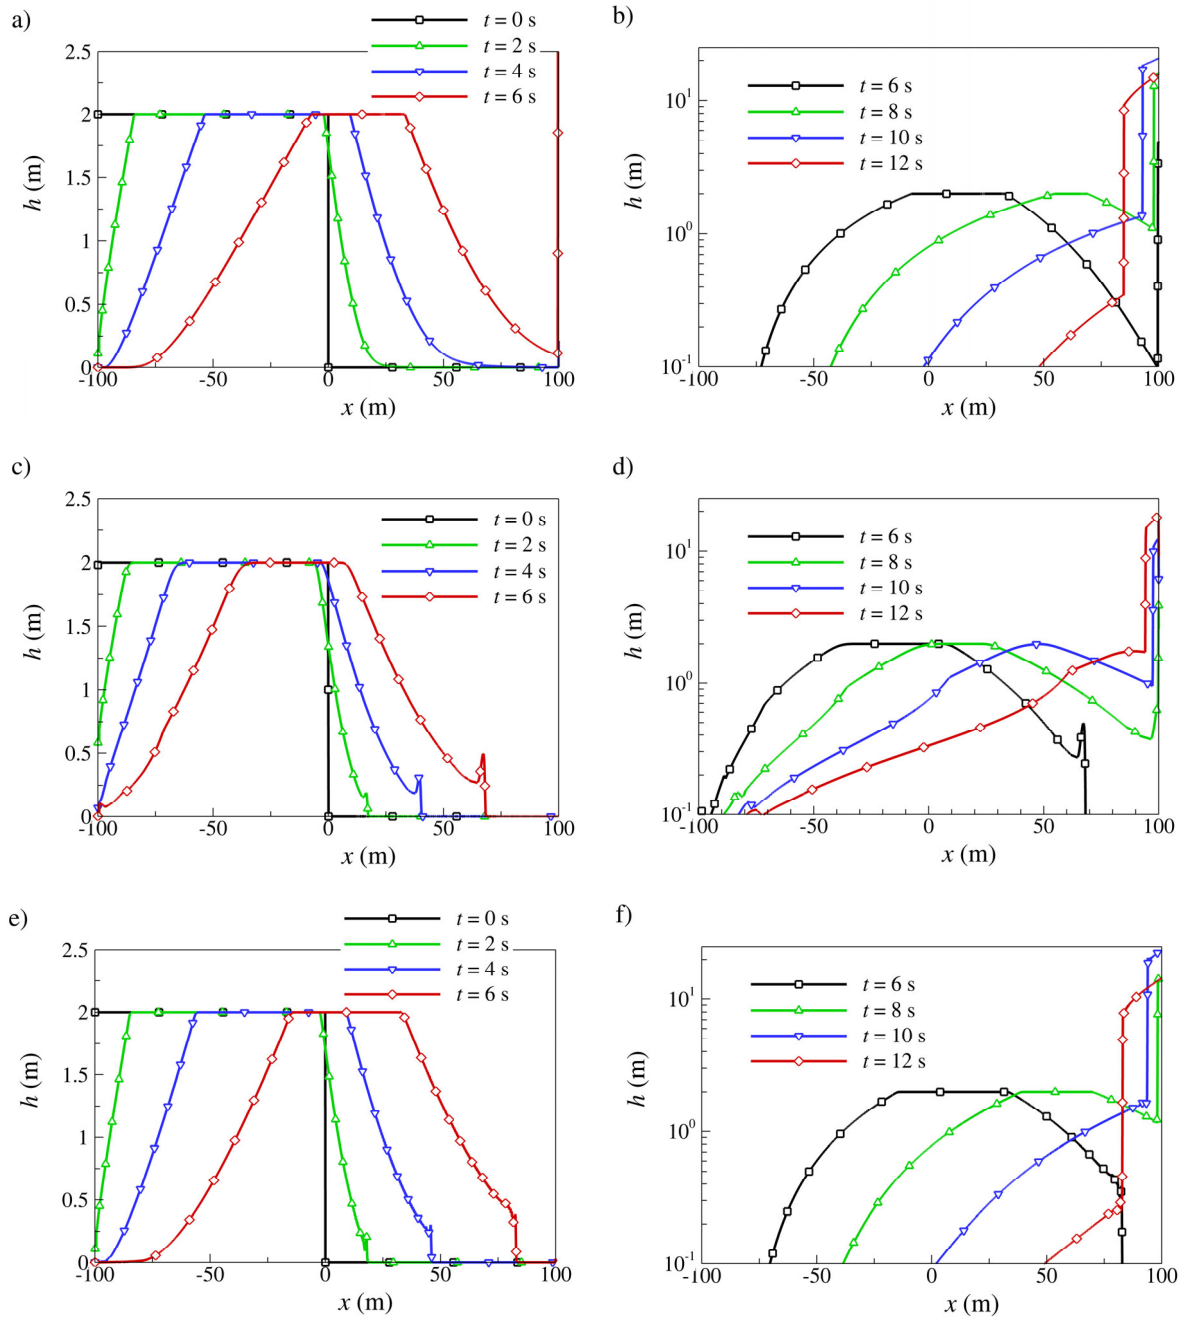 a)
t = 0 s
t = 2 s
t = 4 s
t = 6 s
2.5
2
1.5
1
0.5
0
h (m)
-100
-50
0
50
100
x (m)
b)
t = 6 s
t = 8 s
t = 10 s
t = 12 s
10¹
10⁰
10⁻¹
h (m)
-100
-50
0
50
100
x (m)
c)
t = 0 s
t = 2 s
t = 4 s
t = 6 s
2.5
2
1.5
1
0.5
0
h (m)
-100
-50
0
50
100
x (m)
d)
t = 6 s
t = 8 s
t = 10 s
t = 12 s
10¹
10⁰
10⁻¹
h (m)
-100
-50
0
50
100
x (m)
e)
t = 0 s
t = 2 s
t = 4 s
t = 6 s
2.5
2
1.5
1
0.5
0
h (m)
-100
-50
0
50
100
x (m)
f)
t = 6 s
t = 8 s
t = 10 s
t = 12 s
10¹
10⁰
10⁻¹
h (m)
-100
-50
0
50
100
x (m)